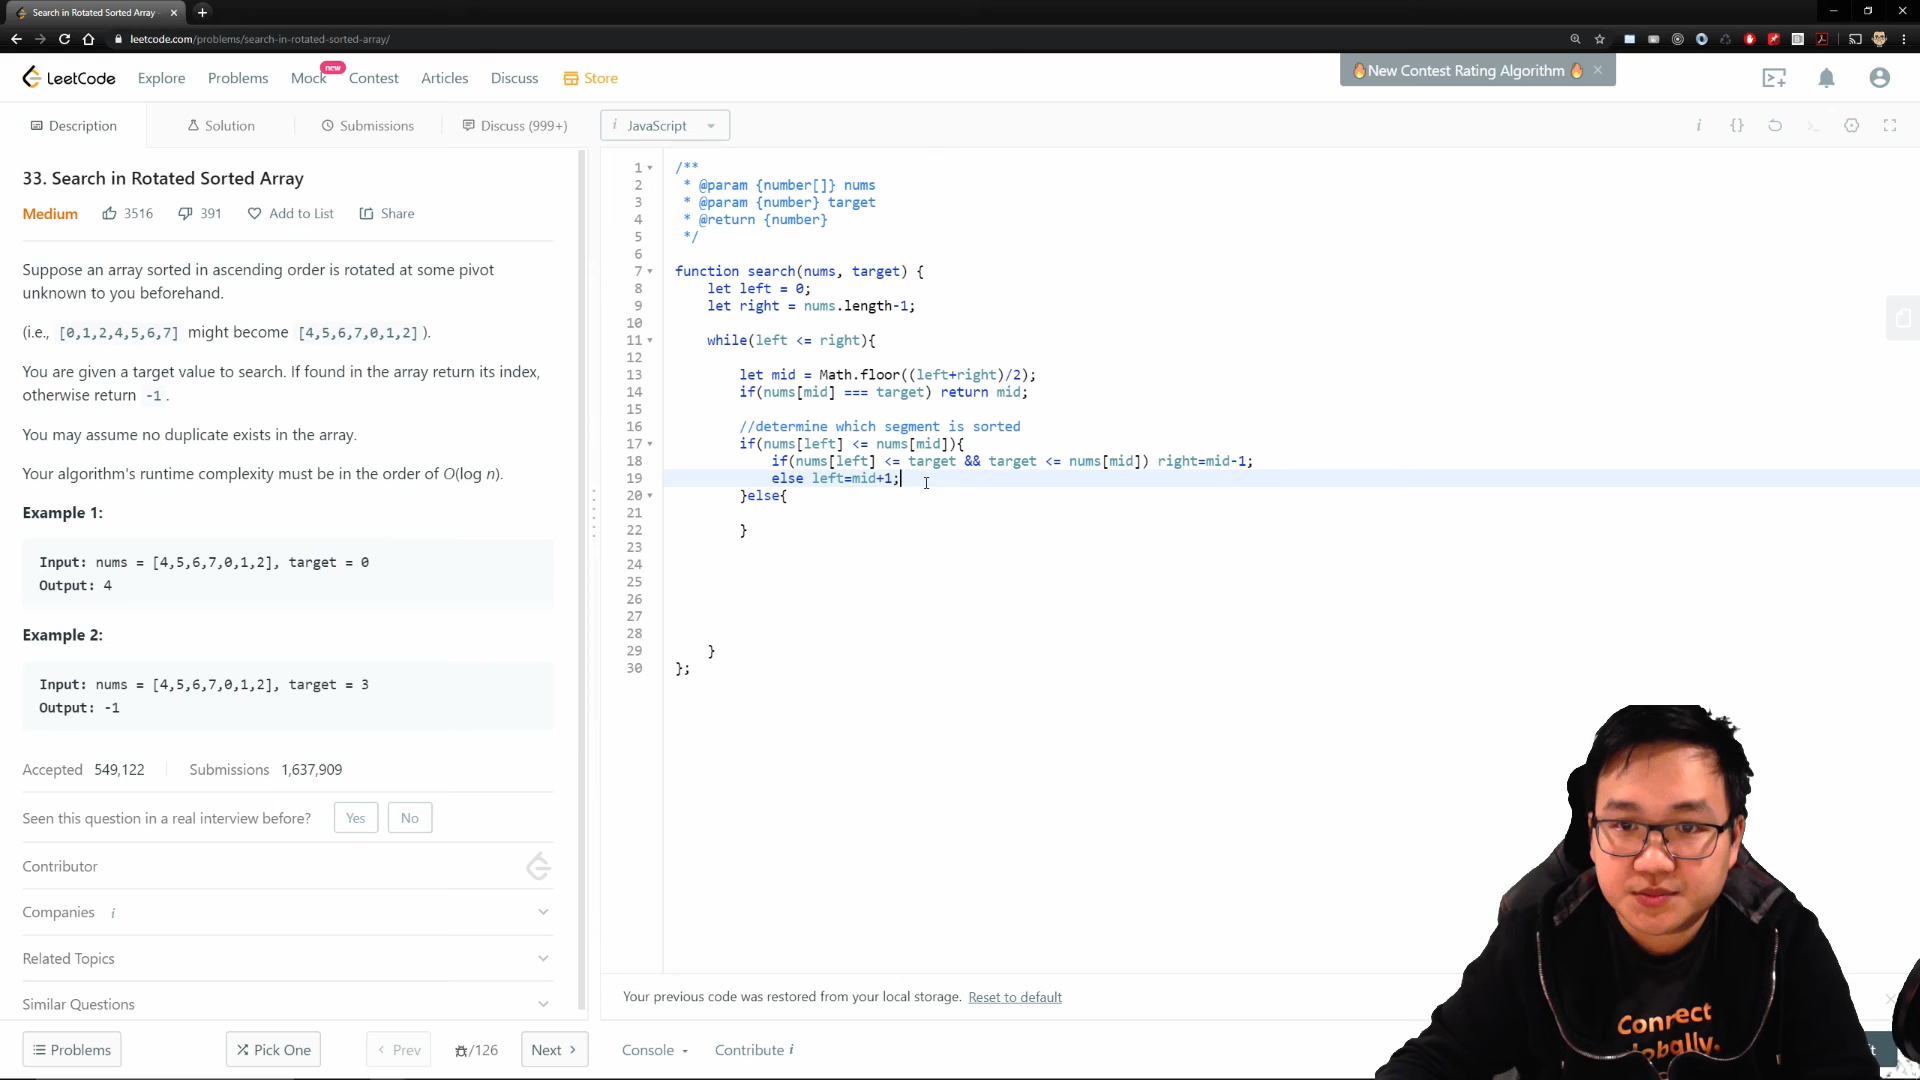 Search in Rotated Sorted Array
leetcode.com/problems/search-in-rotated-sorted-array/
LeetCode
Explore
Problems
Mock
new
Contest
Articles
Discuss
Store
🔥New Contest Rating Algorithm 🔥
Description
Solution
Submissions
Discuss (999+)
i JavaScript
33. Search in Rotated Sorted Array
Medium
3516
391
Add to List
Share
Suppose an array sorted in ascending order is rotated at some pivot
unknown to you beforehand.
(i.e., [0,1,2,4,5,6,7] might become [4,5,6,7,0,1,2] ).
You are given a target value to search. If found in the array return its index,
otherwise return -1 .
You may assume no duplicate exists in the array.
Your algorithm's runtime complexity must be in the order of O(log n).
Example 1:
Input: nums = [4,5,6,7,0,1,2], target = 0
Output: 4
Example 2:
Input: nums = [4,5,6,7,0,1,2], target = 3
Output: -1
Accepted 549,122
Submissions 1,637,909
Seen this question in a real interview before?
Yes
No
Contributor
Companies i
Related Topics
Similar Questions
Problems
Pick One
< Prev
/126
Next >
1 /**
2 * @param {number[]} nums
3 * @param {number} target
4 * @return {number}
5 */
6
7 function search(nums, target) {
8 let left = 0;
9 let right = nums.length-1;
10
11 while(left <= right){
12
13 let mid = Math.floor((left+right)/2);
14 if(nums[mid] === target) return mid;
15
16 //determine which segment is sorted
17 if(nums[left] <= nums[mid]){
18 if(nums[left] <= target && target <= nums[mid]) right=mid-1;
19 else left=mid+1;
20 }else{
21
22 }
23
24
25
26
27
28
29 }
30 };
Your previous code was restored from your local storage. Reset to default
Console
Contribute i
Connect